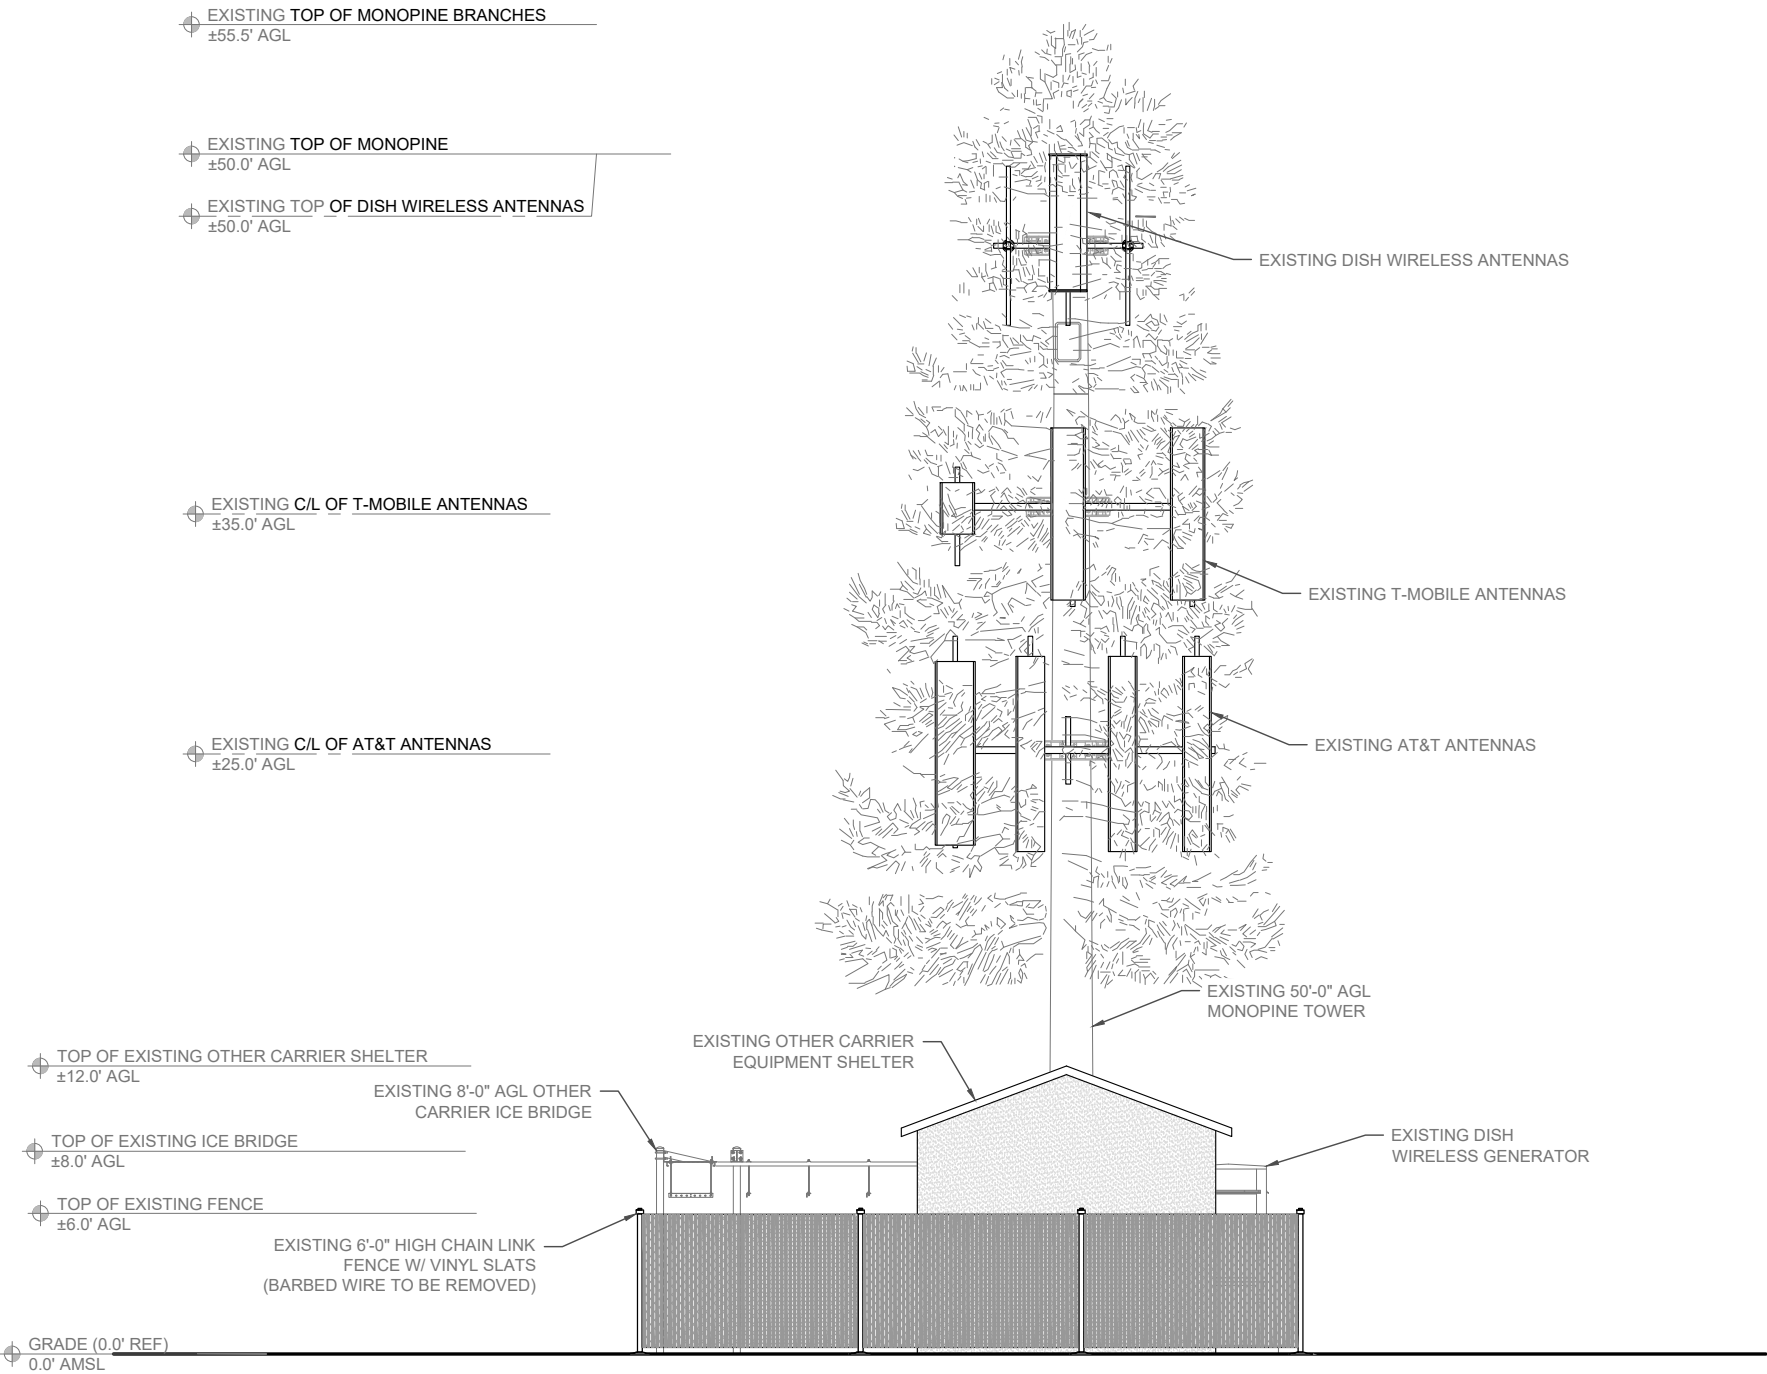 EXISTING TOP OF MONOPINE BRANCHES
±55.5' AGL
EXISTING TOP OF MONOPINE
±50.0' AGL
EXISTING TOP OF DISH WIRELESS ANTENNAS
±50.0' AGL
EXISTING DISH WIRELESS ANTENNAS
EXISTING C/L OF T-MOBILE ANTENNAS
±35.0' AGL
EXISTING T-MOBILE ANTENNAS
EXISTING C/L OF AT&T ANTENNAS
±25.0' AGL
EXISTING AT&T ANTENNAS
EXISTING 50'-0" AGL
MONOPINE TOWER
EXISTING OTHER CARRIER
EQUIPMENT SHELTER
TOP OF EXISTING OTHER CARRIER SHELTER
±12.0' AGL
EXISTING 8'-0" AGL OTHER
CARRIER ICE BRIDGE
TOP OF EXISTING ICE BRIDGE
±8.0' AGL
EXISTING DISH
WIRELESS GENERATOR
TOP OF EXISTING FENCE
±6.0' AGL
EXISTING 6'-0" HIGH CHAIN LINK
FENCE W/ VINYL SLATS
(BARBED WIRE TO BE REMOVED)
GRADE (0.0' REF)
0.0' AMSL